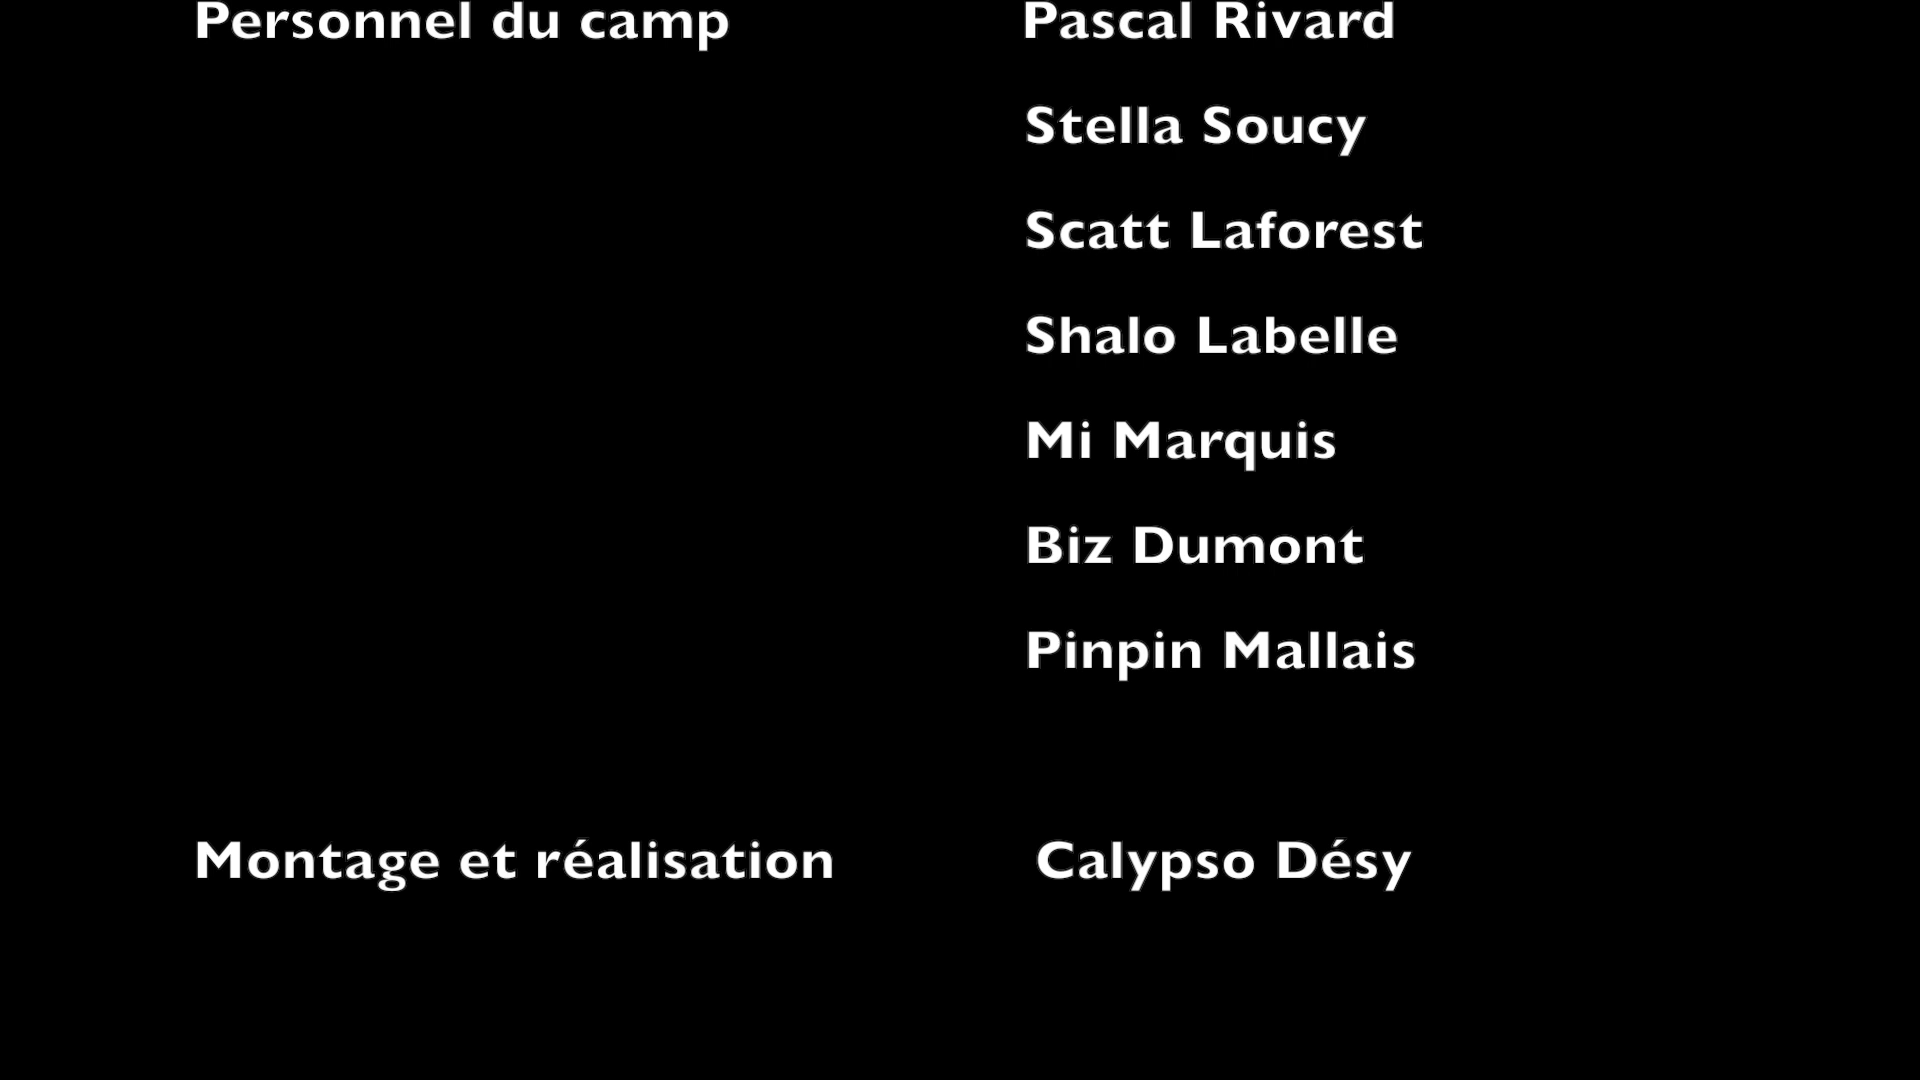 Personnel du camp Pascal Rivard
Stella Soucy
Scatt Laforest
Shalo Labelle
Mi Marquis
Biz Dumont
Pinpin Mallais
Montage et réalisation Calypso Désy